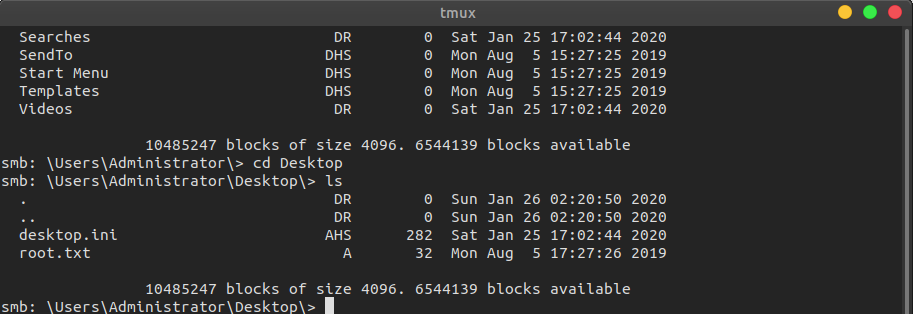 tmux
Searches DR 0 Sat Jan 25 17:02:44 2020
SendTo DHS 0 Mon Aug 5 15:27:25 2019
Start Menu DHS 0 Mon Aug 5 15:27:25 2019
Templates DHS 0 Mon Aug 5 15:27:25 2019
Videos DR 0 Sat Jan 25 17:02:44 2020
10485247 blocks of size 4096. 6544139 blocks available
smb: \Users\Administrator\> cd Desktop
smb: \Users\Administrator\Desktop\> ls
. DR 0 Sun Jan 26 02:20:50 2020
.. DR 0 Sun Jan 26 02:20:50 2020
desktop.ini AHS 282 Sat Jan 25 17:02:44 2020
root.txt A 32 Mon Aug 5 17:27:26 2019
10485247 blocks of size 4096. 6544139 blocks available
smb: \Users\Administrator\Desktop\>